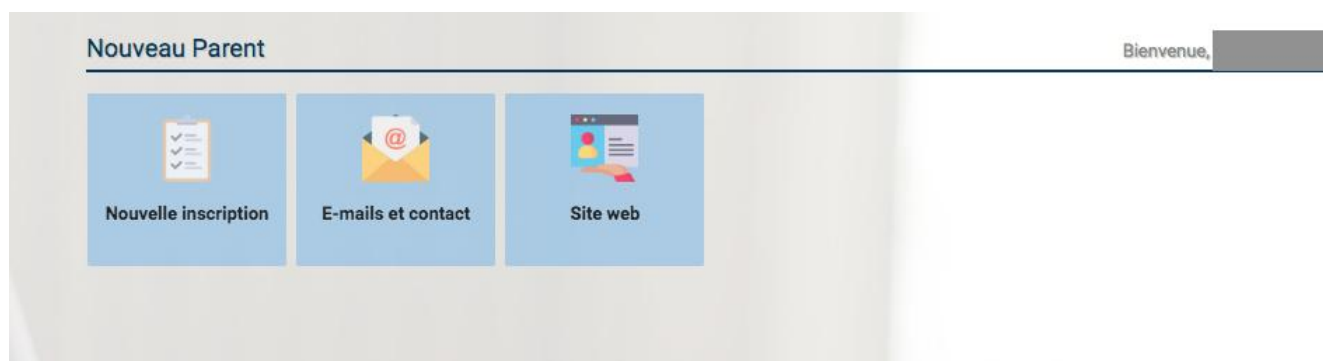 Nouveau Parent
Bienvenue,
@
Nouvelle inscription
E-mails et contact
Site web